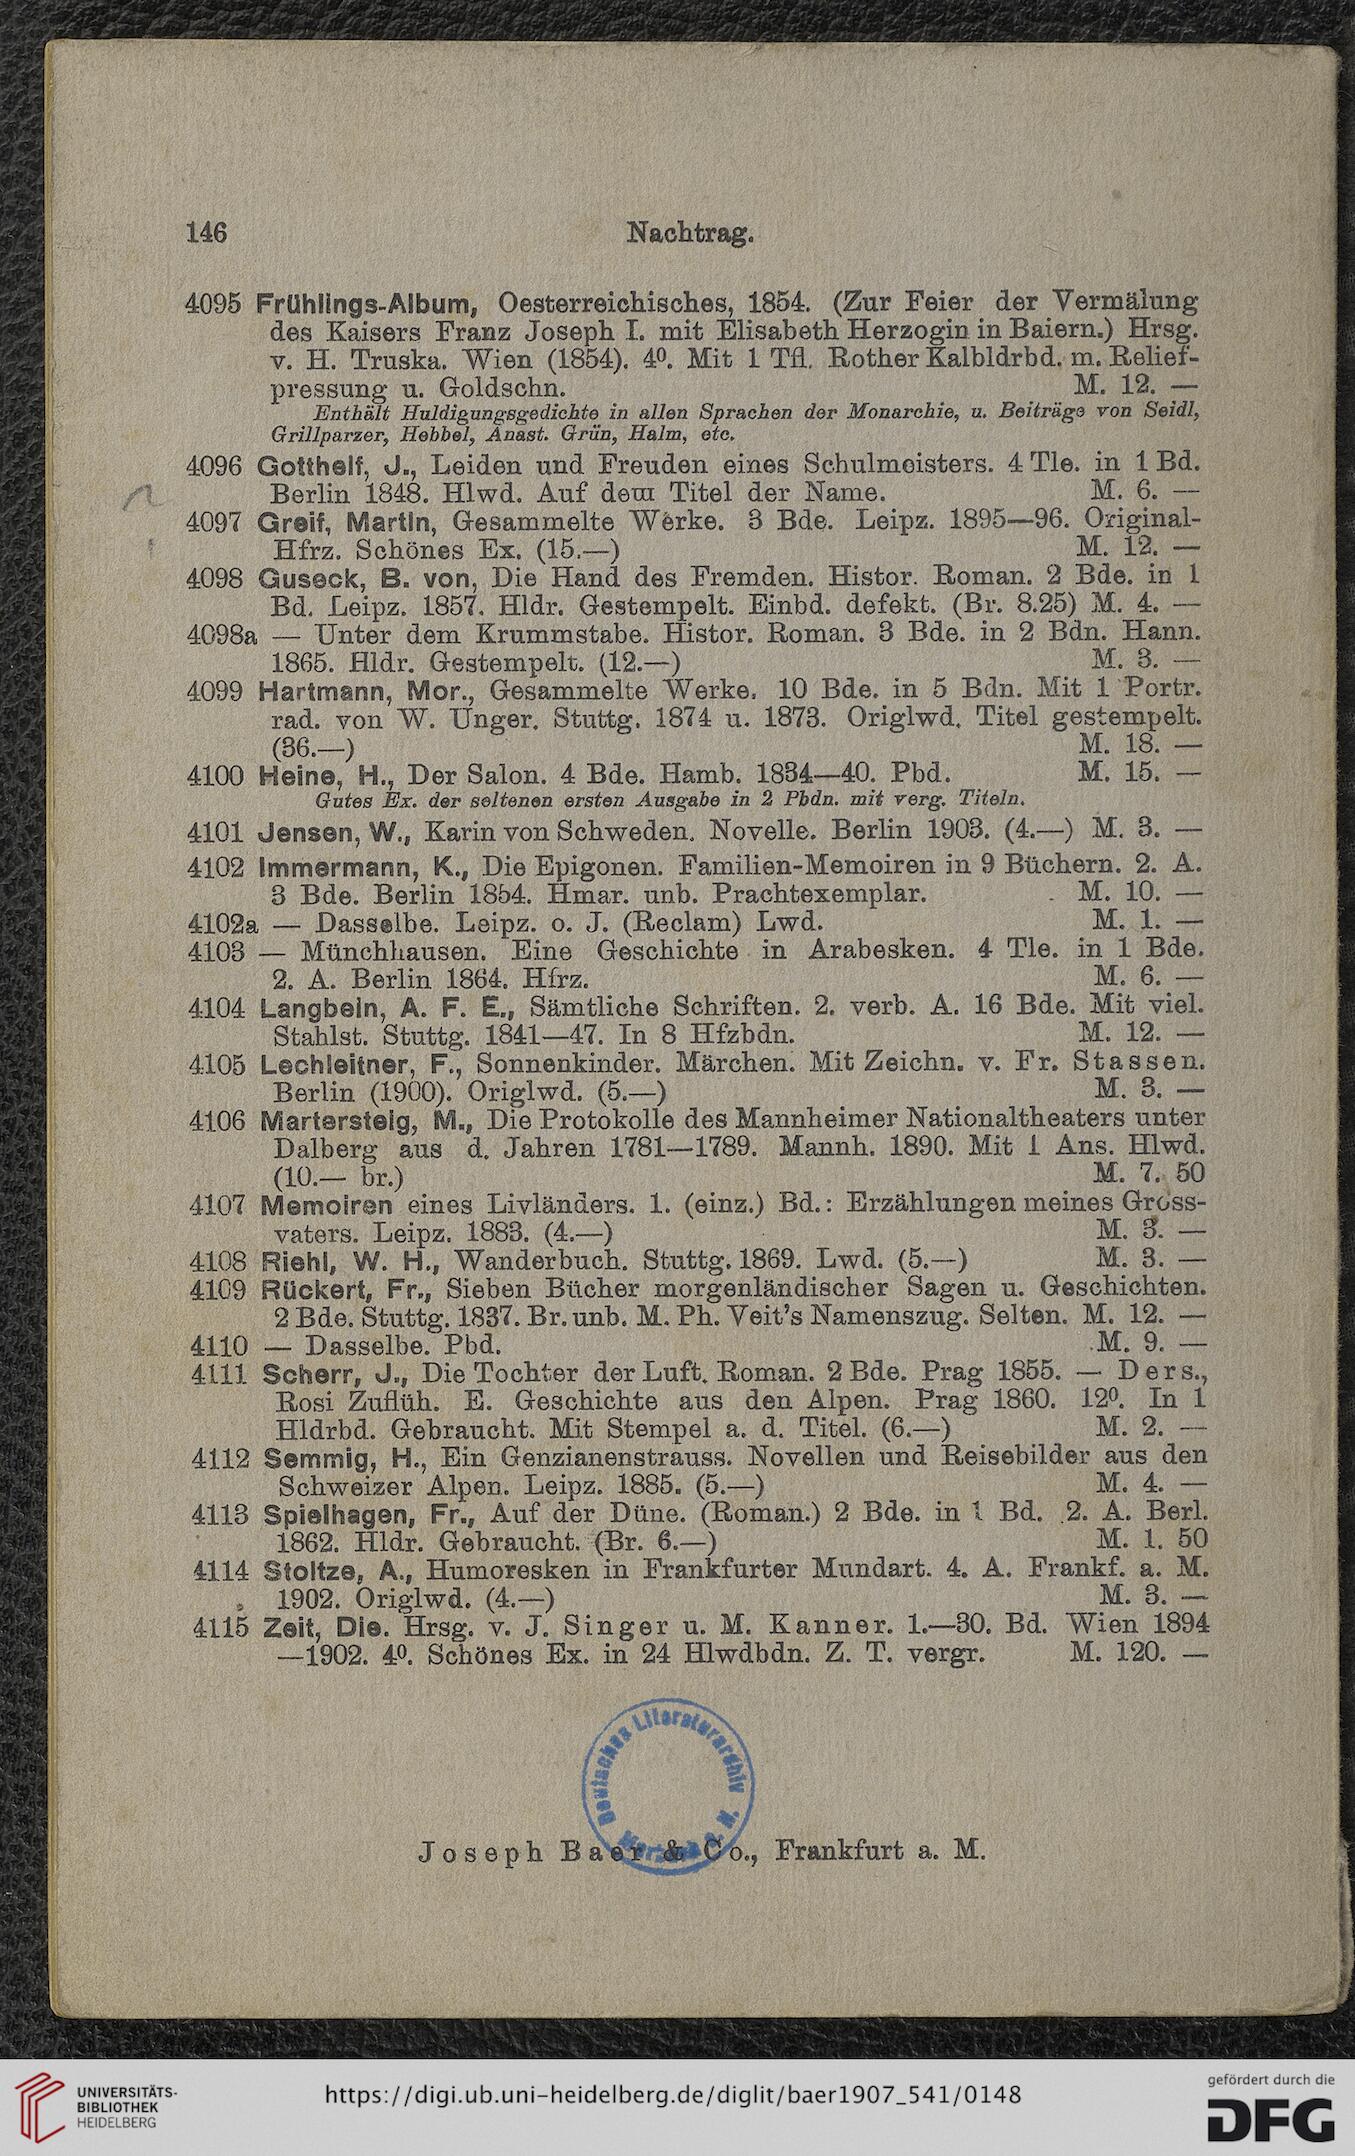 146
Nachtrag.
4095 Frühlings-Album, Oesterreichisches, 1854. (Zur Feier der Vermälung
des Kaisers Franz Joseph I. mit Elisabeth Herzogin in Baiern.) Hrsg.
v. H. Truska. Wien (1854). 4⁰. Mit 1 Tfl. Rother Kalbldrbd. m. Relief-
pressung u. Goldschn. M. 12. —
Enthält Huldigungsgedichte in allen Sprachen der Monarchie, u. Beiträge von Seidl,
Grillparzer, Hebbel, Anast. Grün, Halm, etc.
4096 Gotthelf, J., Leiden und Freuden eines Schulmeisters. 4 Tle. in 1 Bd.
Berlin 1848. Hlwd. Auf dem Titel der Name. M. 6. —
4097 Greif, Martin, Gesammelte Werke. 3 Bde. Leipz. 1895—96. Original-
Hfrz. Schönes Ex. (15.—) M. 12. —
4098 Guseck, B. von, Die Hand des Fremden. Histor. Roman. 2 Bde. in 1
Bd. Leipz. 1857. Hldr. Gestempelt. Einbd. defekt. (Br. 8.25) M. 4. —
4098a — Unter dem Krummstabe. Histor. Roman. 3 Bde. in 2 Bdn. Hann.
1865. Hldr. Gestempelt. (12.—) M. 3. —
4099 Hartmann, Mor., Gesammelte Werke. 10 Bde. in 5 Bdn. Mit 1 Portr.
rad. von W. Unger. Stuttg. 1874 u. 1873. Origlwd. Titel gestempelt.
(36.—) M. 18. —
4100 Heine, H., Der Salon. 4 Bde. Hamb. 1834—40. Pbd. M. 15. —
Gutes Ex. der seltenen ersten Ausgabe in 2 Pbdn. mit verg. Titeln.
4101 Jensen, W., Karin von Schweden. Novelle. Berlin 1903. (4.—) M. 3. —
4102 Immermann, K., Die Epigonen. Familien-Memoiren in 9 Büchern. 2. A.
3 Bde. Berlin 1854. Hmar. unb. Prachtexemplar. M. 10. —
4102a — Dasselbe. Leipz. o. J. (Reclam) Lwd. M. 1. —
4103 — Münchhausen. Eine Geschichte in Arabesken. 4 Tle. in 1 Bde.
2. A. Berlin 1864. Hfrz. M. 6. —
4104 Langbein, A. F. E., Sämtliche Schriften. 2. verb. A. 16 Bde. Mit viel.
Stahlst. Stuttg. 1841—47. In 8 Hfzbdn. M. 12. —
4105 Lechleitner, F., Sonnenkinder. Märchen. Mit Zeichn. v. Fr. Stassen.
Berlin (1900). Origlwd. (5.—) M. 3. —
4106 Martersteig, M., Die Protokolle des Mannheimer Nationaltheaters unter
Dalberg aus d. Jahren 1781—1789. Mannh. 1890. Mit 1 Ans. Hlwd.
(10.— br.) M. 7. 50
4107 Memoiren eines Livländers. 1. (einz.) Bd.: Erzählungen meines Gross-
vaters. Leipz. 1883. (4.—) M. 3. —
4108 Riehl, W. H., Wanderbuch. Stuttg. 1869. Lwd. (5.—) M. 3. —
4109 Rückert, Fr., Sieben Bücher morgenländischer Sagen u. Geschichten.
2 Bde. Stuttg. 1837. Br. unb. M. Ph. Veit's Namenszug. Selten. M. 12. —
4110 — Dasselbe. Pbd. M. 9. —
4111 Scherr, J., Die Tochter der Luft. Roman. 2 Bde. Prag 1855. — Ders.,
Rosi Zuflüh. E. Geschichte aus den Alpen. Prag 1860. 12⁰. In 1
Hldrbd. Gebraucht. Mit Stempel a. d. Titel. (6.—) M. 2. —
4112 Semmig, H., Ein Genzianenstrauss. Novellen und Reisebilder aus den
Schweizer Alpen. Leipz. 1885. (5.—) M. 4. —
4113 Spielhagen, Fr., Auf der Düne. (Roman.) 2 Bde. in 1 Bd. 2. A. Berl.
1862. Hldr. Gebraucht. (Br. 6.—) M. 1. 50
4114 Stoltze, A., Humoresken in Frankfurter Mundart. 4. A. Frankf. a. M.
1902. Origlwd. (4.—) M. 3. —
4115 Zeit, Die. Hrsg. v. J. Singer u. M. Kanner. 1.—30. Bd. Wien 1894
—1902. 4⁰. Schönes Ex. in 24 Hlwdbdn. Z. T. vergr. M. 120. —
Deutsches Literaturarchiv
Joseph Baer & Co., Frankfurt a. M.
UNIVERSITÄTS-
BIBLIOTHEK
HEIDELBERG
https://digi.ub.uni-heidelberg.de/diglit/baer1907_541/0148
gefördert durch die
DFG